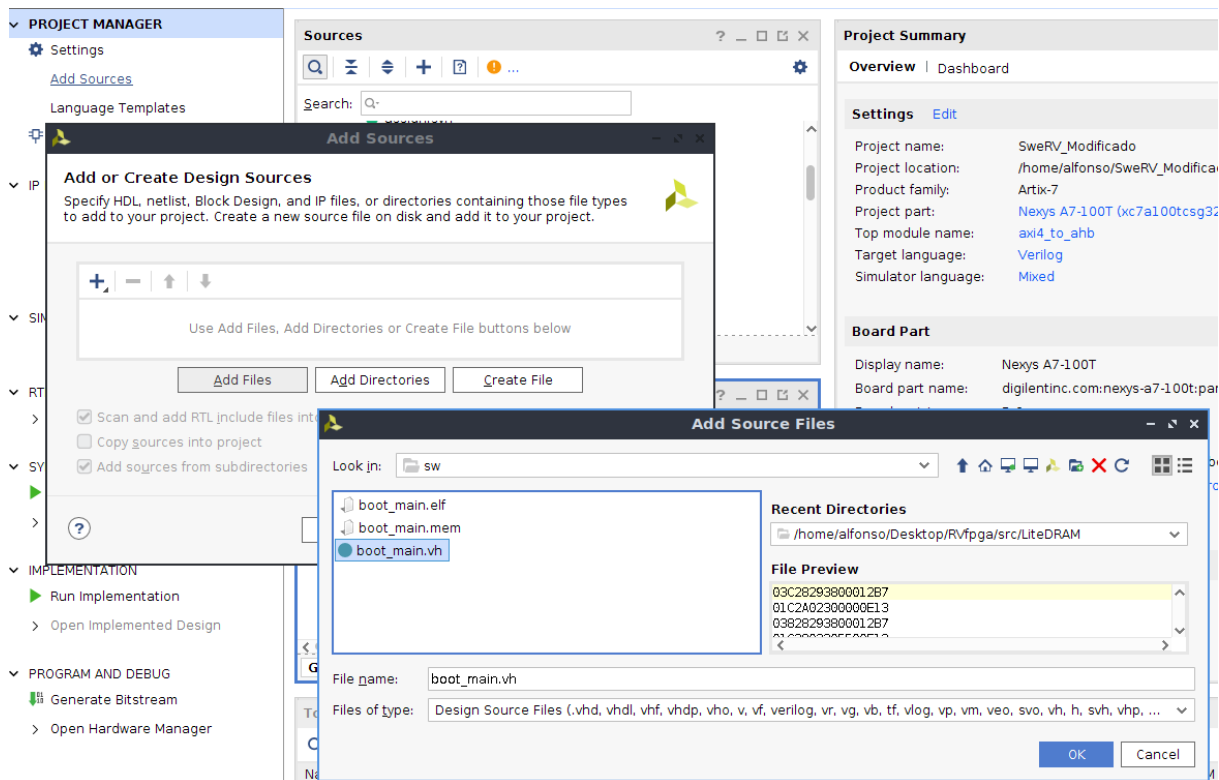 PROJECT MANAGER
Settings
Add Sources
Language Templates
IP
SIM
RT
SY
IMPLEMENTATION
Run Implementation
Open Implemented Design
PROGRAM AND DEBUG
Generate Bitstream
Open Hardware Manager
Sources
? _
...
Search: Q-
Project Summary
Overview | Dashboard
Settings Edit
Project name: SweRV_Modificado
Project location: /home/alfonso/SweRV_Modificad
Product family: Artix-7
Project part: Nexys A7-100T (xc7a100tcsg32
Top module name: axi4_to_ahb
Target language: Verilog
Simulator language: Mixed
Board Part
Display name: Nexys A7-100T
Board part name: digilentinc.com:nexys-a7-100t:par
Add Sources
Add or Create Design Sources
Specify HDL, netlist, Block Design, and IP files, or directories containing those file types
to add to your project. Create a new source file on disk and add it to your project.
Use Add Files, Add Directories or Create File buttons below
Add Files Add Directories Create File
Scan and add RTL include files into
Copy sources into project
Add sources from subdirectories
?
Add Source Files
Look in: sw
boot_main.elf
boot_main.mem
boot_main.vh
Recent Directories
/home/alfonso/Desktop/RVfpga/src/LiteDRAM
File Preview
03C28293800012B7
01C2A02300000E13
03828293800012B7
File name: boot_main.vh
Files of type: Design Source Files (.vhd, vhdl, vhf, vhdp, vho, v, vf, verilog, vr, vg, vb, tf, vlog, vp, vm, veo, svo, vh, h, svh, vhp, ...
OK Cancel